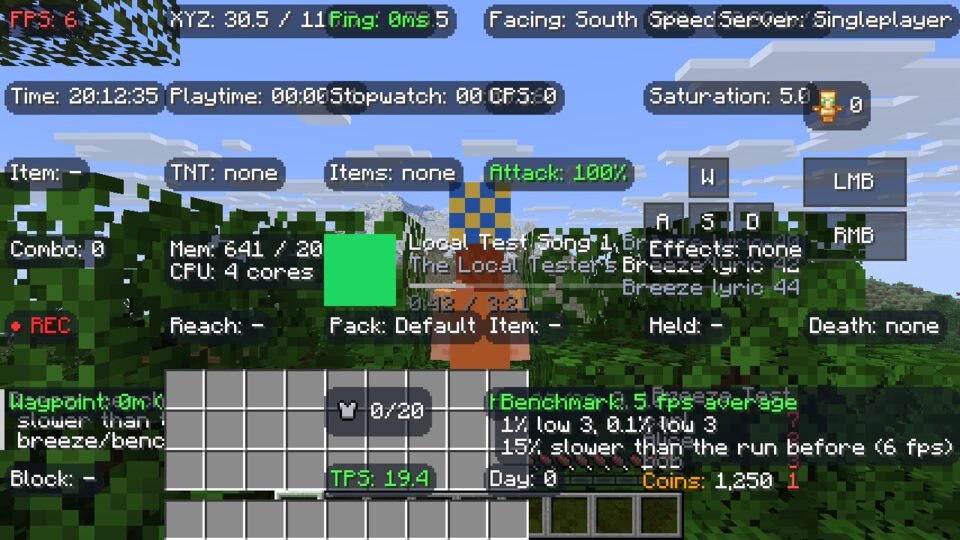 FPS: 6
XYZ: 30.5 / 11
Ring: 0ms 5
Facing: South
Speed
Server: Singleplayer
Time: 20:12:35
Playtime: 00:00
Stopwatch: 00
CPS: 0
Saturation: 5.0
0
Item: -
TNT: none
Items: none
Attack: 100%
W
LMB
A S D
RMB
Combo: 0
Mem: 641 / 20
CPU: 4 cores
Local Test Song 1
The Local Testers
0:42 / 3:21
Effects: none
Breeze lyric 42
Breeze lyric 44
REC
Reach: -
Pack: Default
Item: -
Held: -
Death: none
Waypoint: 0m
slower than
breeze/benc
0/20
Benchmark: 5 fps average
1% low 3, 0.1% low 3
15% slower than the run before (6 fps)
Breeze Test
Block: -
TPS: 19.4
Day: 0
Coins: 1,250 1